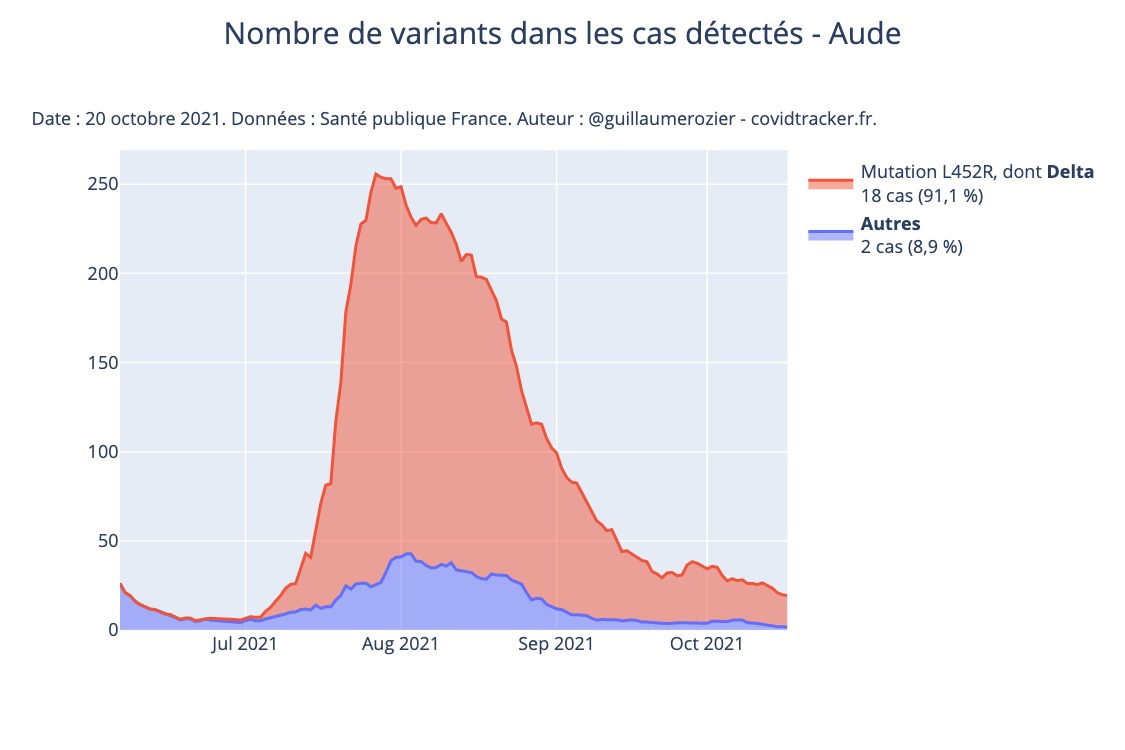 Nombre de variants dans les cas détectés - Aude
Date : 20 octobre 2021. Données : Santé publique France. Auteur : @guillaumerozier - covidtracker.fr.
Mutation L452R, dont Delta
18 cas (91,1 %)
Autres
2 cas (8,9 %)
250
200
150
100
50
0
Jul 2021
Aug 2021
Sep 2021
Oct 2021